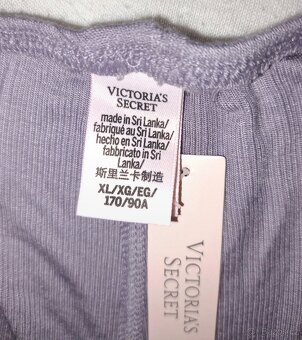 VICTORIA'S
SECRET
made in Sri Lanka/
fabriqué au Sri Lanka/
hecho en Sri Lanka/
fabbricato in Sri
Lanka/
斯里兰卡制造
XL/XG/EG/
170/90A
VICTORIA'S
SECRET